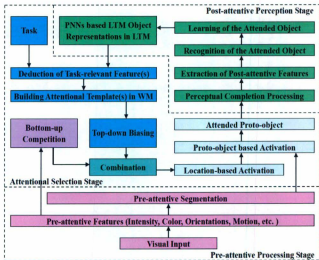 Post-attentive Perception Stage
Task
PNNs based LTM Object
Representations in LTM
Learning of the Attended Object
Recognition of the Attended Object
Deduction of Task-relevant Feature(s)
Extraction of Post-attentive Features
Building Attentional Template(s) in WM
Perceptual Completion Processing
Bottom-up
Competition
Top-down Biasing
Attended Proto-object
Proto-object based Activation
Combination
Location-based Activation
Attentional Selection Stage
Pre-attentive Segmentation
Pre-attentive Features (Intensity, Color, Orientations, Motion, etc. )
Visual Input
Pre-attentive Processing Stage